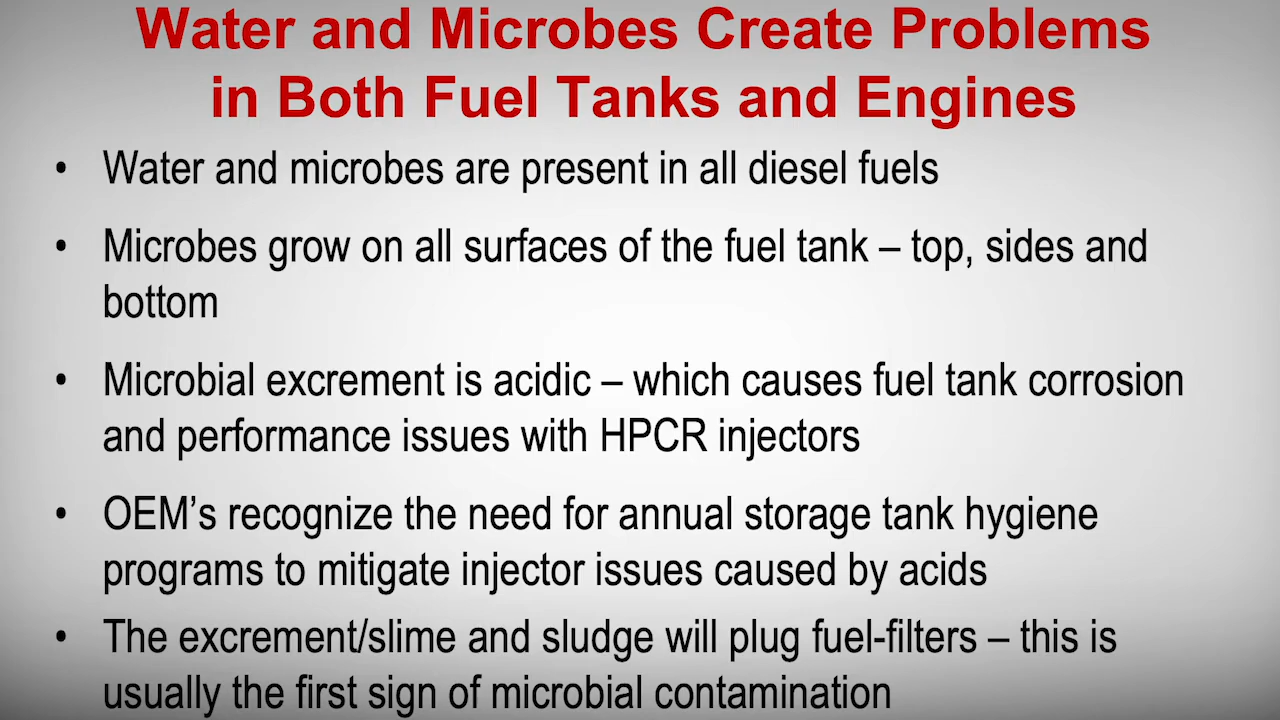 Water and Microbes Create Problems
in Both Fuel Tanks and Engines
• Water and microbes are present in all diesel fuels
• Microbes grow on all surfaces of the fuel tank – top, sides and
bottom
• Microbial excrement is acidic – which causes fuel tank corrosion
and performance issues with HPCR injectors
• OEM’s recognize the need for annual storage tank hygiene
programs to mitigate injector issues caused by acids
• The excrement/slime and sludge will plug fuel-filters – this is
usually the first sign of microbial contamination